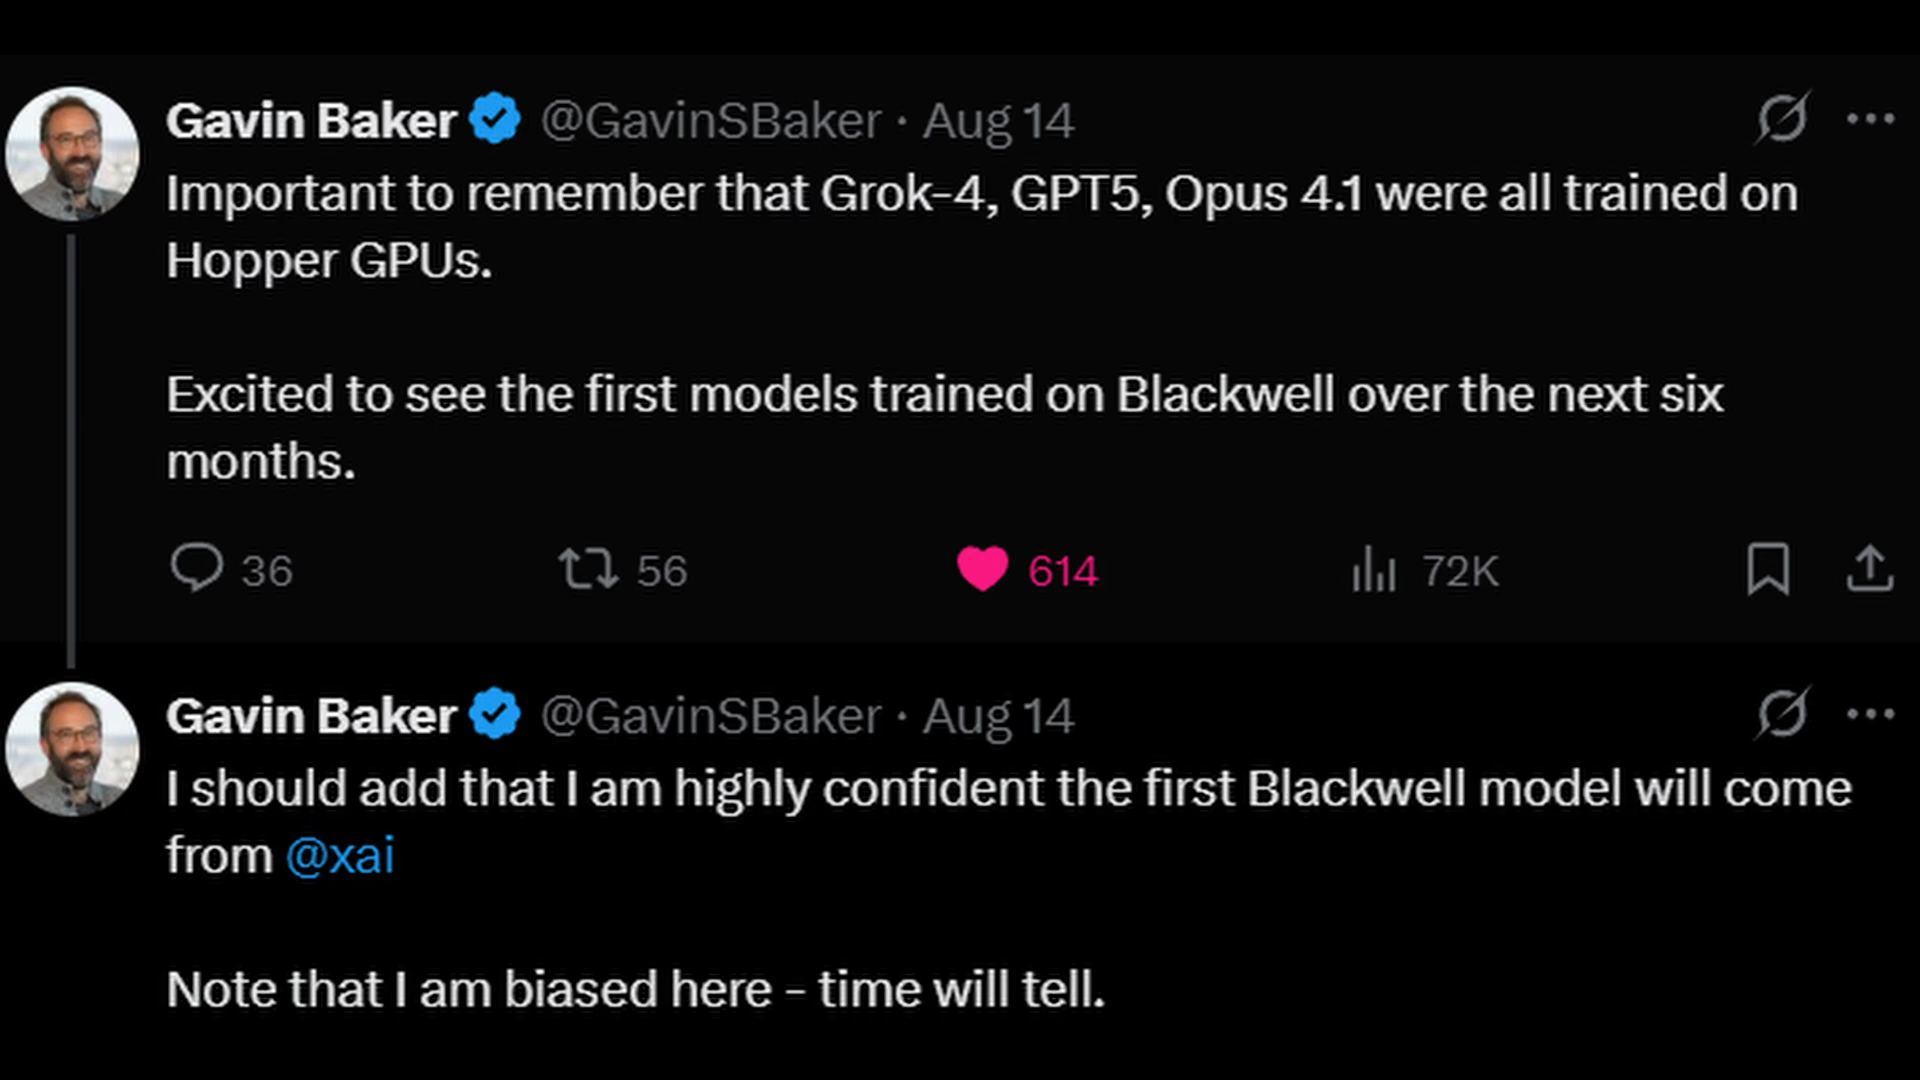 Gavin Baker @GavinSBaker · Aug 14
Important to remember that Grok-4, GPT5, Opus 4.1 were all trained on
Hopper GPUs.
Excited to see the first models trained on Blackwell over the next six
months.
36 56 614 72K
Gavin Baker @GavinSBaker · Aug 14
I should add that I am highly confident the first Blackwell model will come
from @xai
Note that I am biased here - time will tell.